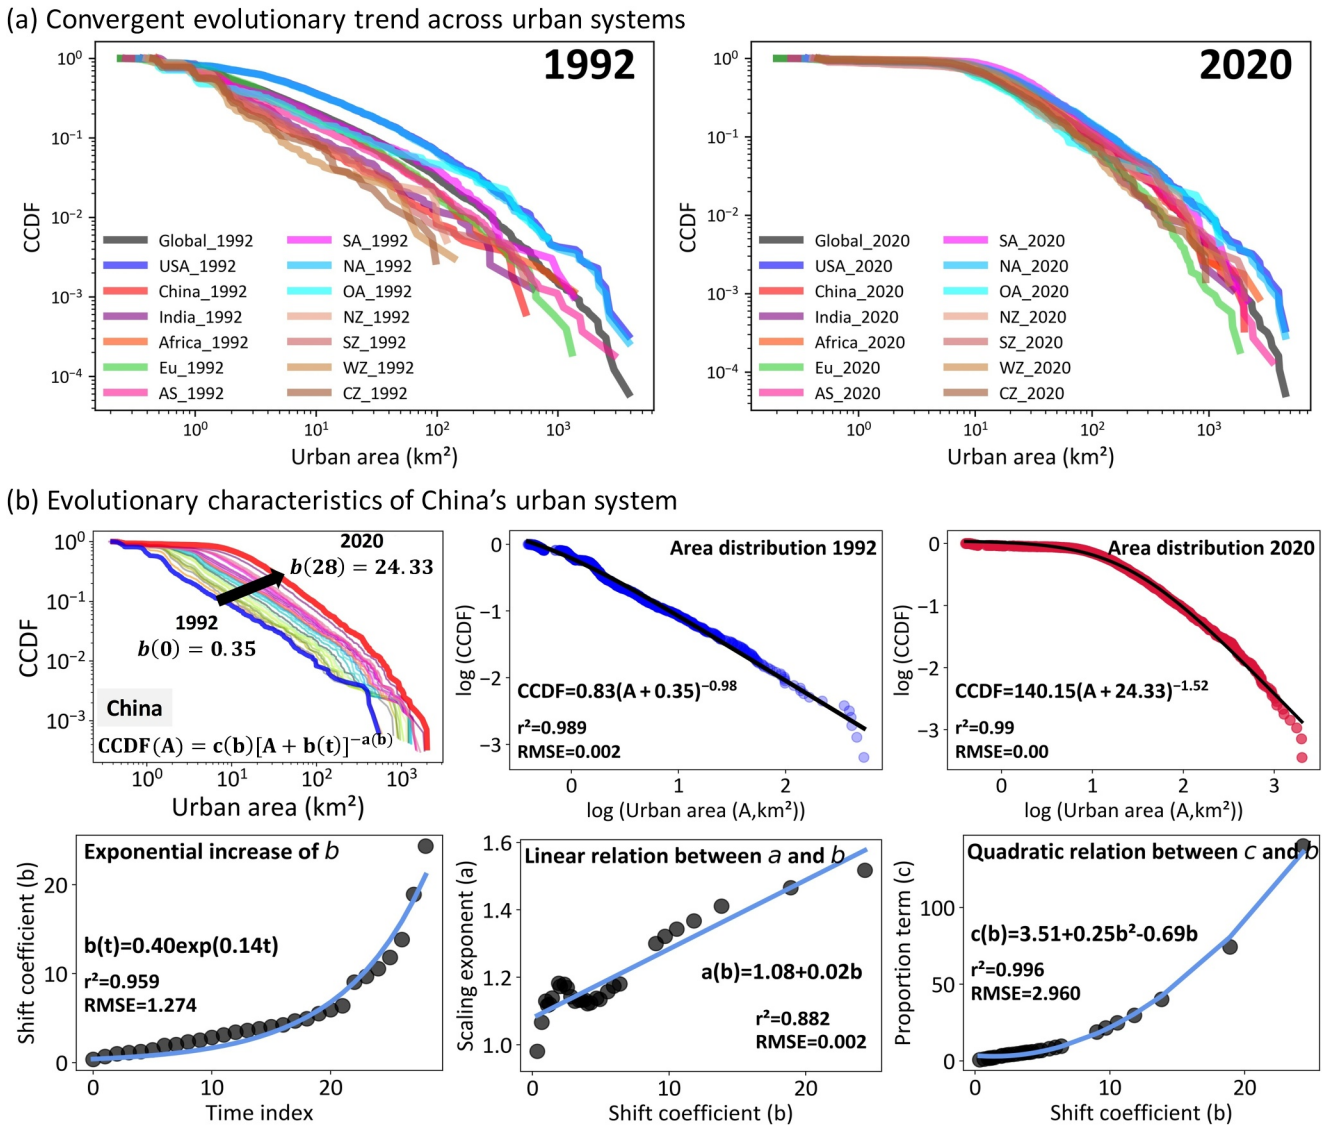 (a) Convergent evolutionary trend across urban systems
1992
CCDF
10⁰
10⁻¹
10⁻²
10⁻³
10⁻⁴
Global_1992
USA_1992
China_1992
India_1992
Africa_1992
Eu_1992
AS_1992
SA_1992
NA_1992
OA_1992
NZ_1992
SZ_1992
WZ_1992
CZ_1992
10⁰ 10¹ 10² 10³
Urban area (km²)
2020
CCDF
10⁰
10⁻¹
10⁻²
10⁻³
10⁻⁴
Global_2020
USA_2020
China_2020
India_2020
Africa_2020
Eu_2020
AS_2020
SA_2020
NA_2020
OA_2020
NZ_2020
SZ_2020
WZ_2020
CZ_2020
10⁰ 10¹ 10² 10³
Urban area (km²)
(b) Evolutionary characteristics of China's urban system
CCDF
10⁰
10⁻¹
10⁻²
10⁻³
2020
b(28) = 24.33
1992
b(0) = 0.35
China
CCDF(A) = c(b)[A + b(t)]⁻ᵃ⁽ᵇ⁾
10⁰ 10¹ 10² 10³
Urban area (km²)
Area distribution 1992
log (CCDF)
0
−1
−2
−3
CCDF=0.83(A + 0.35)⁻⁰·⁹⁸
r²=0.989
RMSE=0.002
0 1 2
log (Urban area (A,km²))
Area distribution 2020
log (CCDF)
0
−1
−2
−3
CCDF=140.15(A + 24.33)⁻¹·⁵²
r²=0.99
RMSE=0.00
0 1 2 3
log (Urban area (A,km²))
Exponential increase of b
Shift coefficient (b)
20
10
0
b(t)=0.40exp(0.14t)
r²=0.959
RMSE=1.274
0 10 20
Time index
Linear relation between a and b
Scaling exponent (a)
1.6
1.4
1.2
1.0
a(b)=1.08+0.02b
r²=0.882
RMSE=0.002
0 10 20
Shift coefficient (b)
Quadratic relation between c and b
Proportion term (c)
100
50
0
c(b)=3.51+0.25b²-0.69b
r²=0.996
RMSE=2.960
0 10 20
Shift coefficient (b)